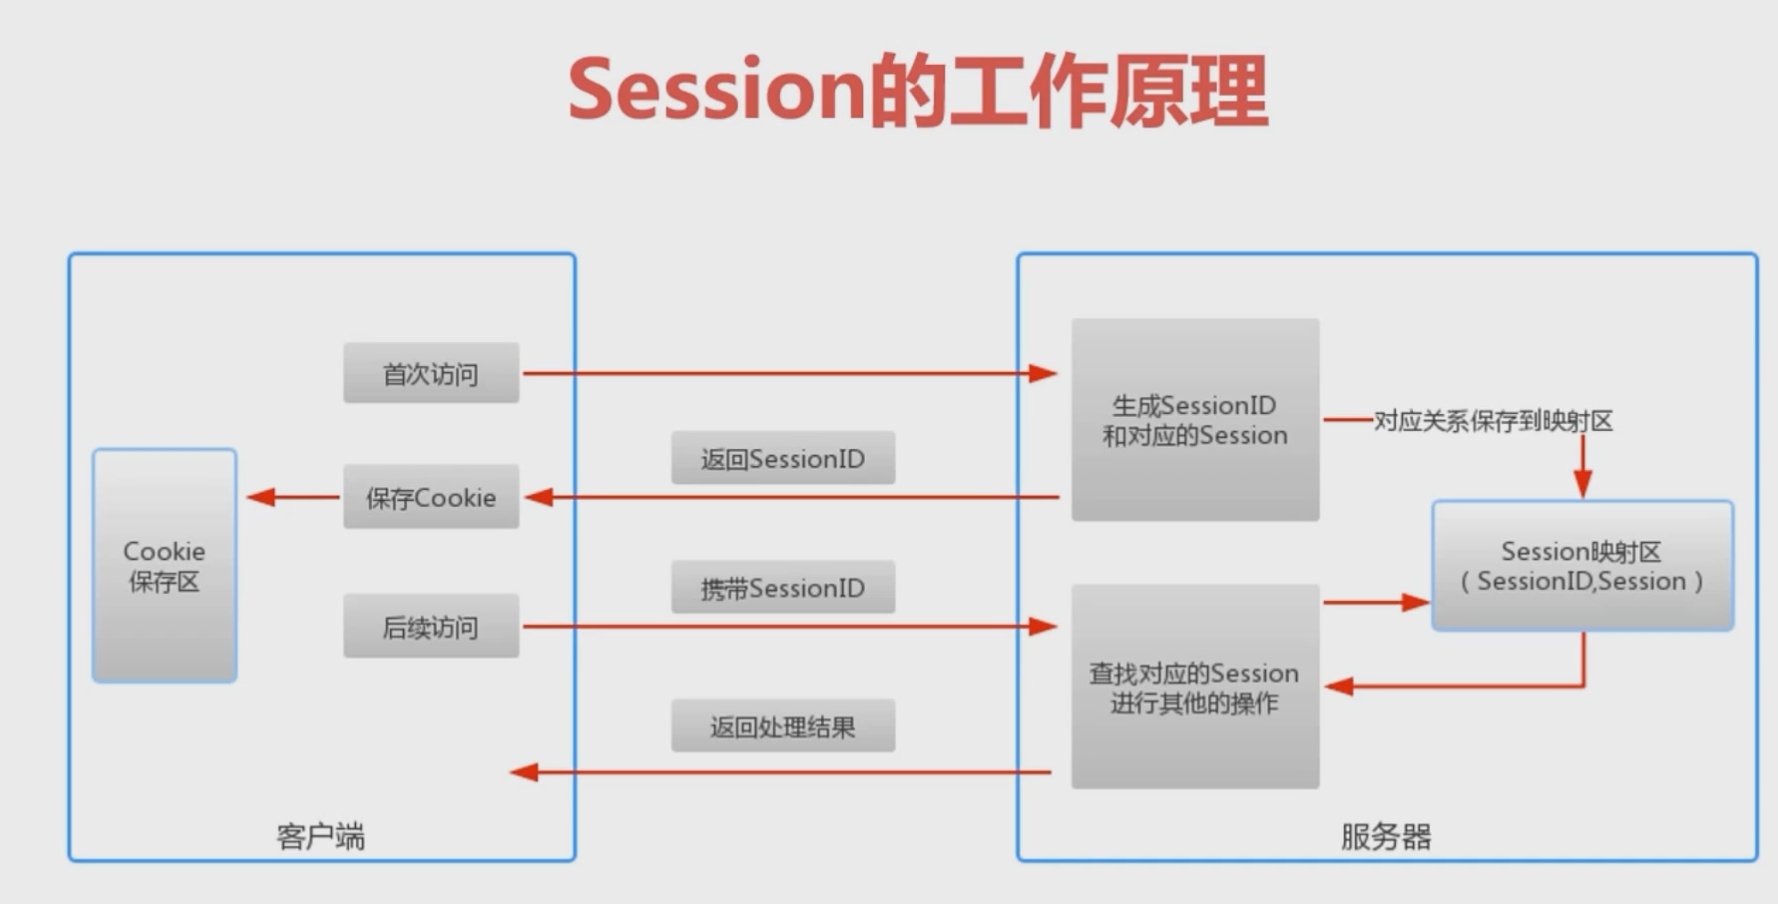 Session的工作原理
首次访问
生成SessionID
和对应的Session
对应关系保存到映射区
返回SessionID
保存Cookie
Cookie
保存区
Session映射区
（SessionID,Session）
携带SessionID
后续访问
查找对应的Session
进行其他的操作
返回处理结果
客户端
服务器